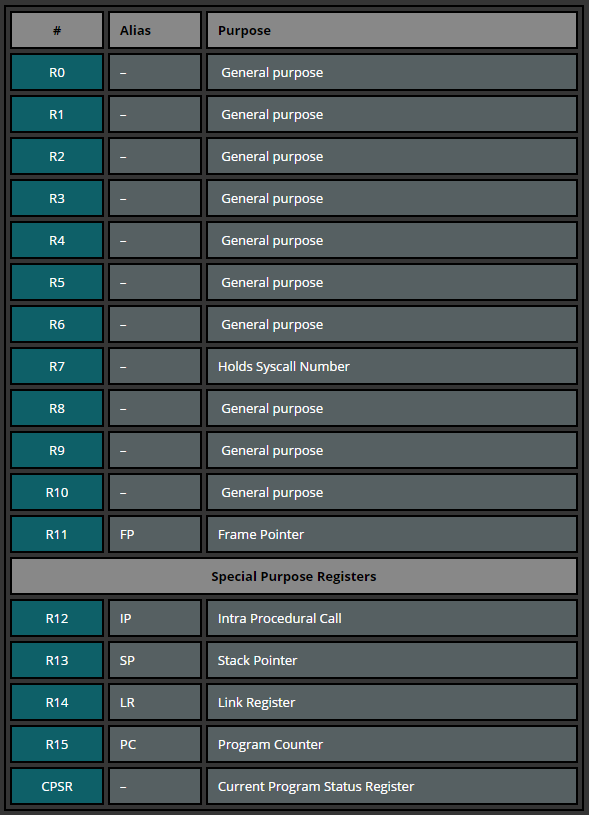 # Alias Purpose
R0 – General purpose
R1 – General purpose
R2 – General purpose
R3 – General purpose
R4 – General purpose
R5 – General purpose
R6 – General purpose
R7 – Holds Syscall Number
R8 – General purpose
R9 – General purpose
R10 – General purpose
R11 FP Frame Pointer
Special Purpose Registers
R12 IP Intra Procedural Call
R13 SP Stack Pointer
R14 LR Link Register
R15 PC Program Counter
CPSR – Current Program Status Register